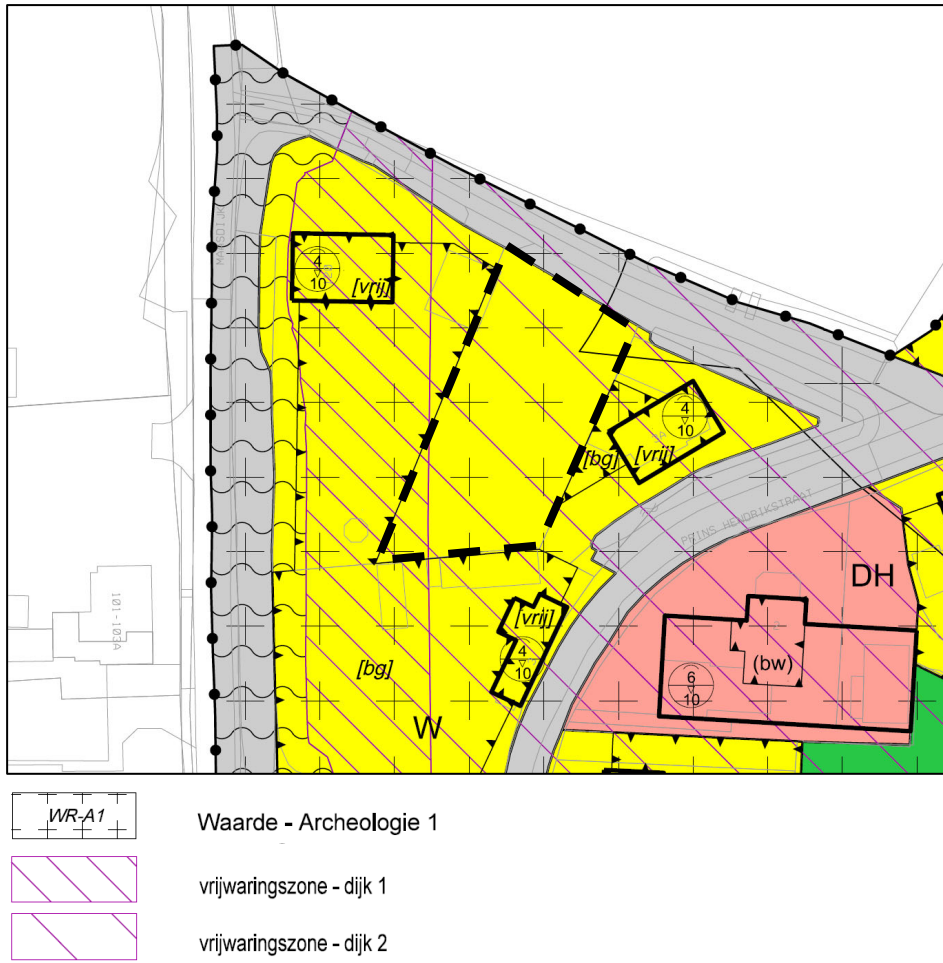 MAASDIJK
4
10
[vrij]
4
10
[bg]
[vrij]
PRINS HENDRIKSTRAAT
DH
101-103A
[vrij]
4
10
(bw)
6
10
[bg]
W
WR-A1
Waarde - Archeologie 1
vrijwaringszone - dijk 1
vrijwaringszone - dijk 2